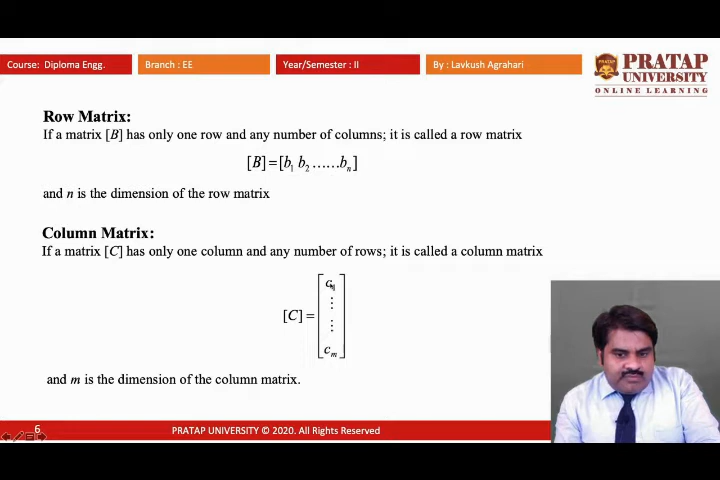 Course: Diploma Engg. Branch : EE Year/Semester : II By : Lavkush Agrahari
PRATAP
PRATAP
UNIVERSITY
ONLINE LEARNING
Row Matrix:
If a matrix [B] has only one row and any number of columns; it is called a row matrix
[B] = [b₁ b₂ ……bₙ]
and n is the dimension of the row matrix
Column Matrix:
If a matrix [C] has only one column and any number of rows; it is called a column matrix
[C] =
c₁
⋮
⋮
cₘ
and m is the dimension of the column matrix.
6
PRATAP UNIVERSITY © 2020. All Rights Reserved